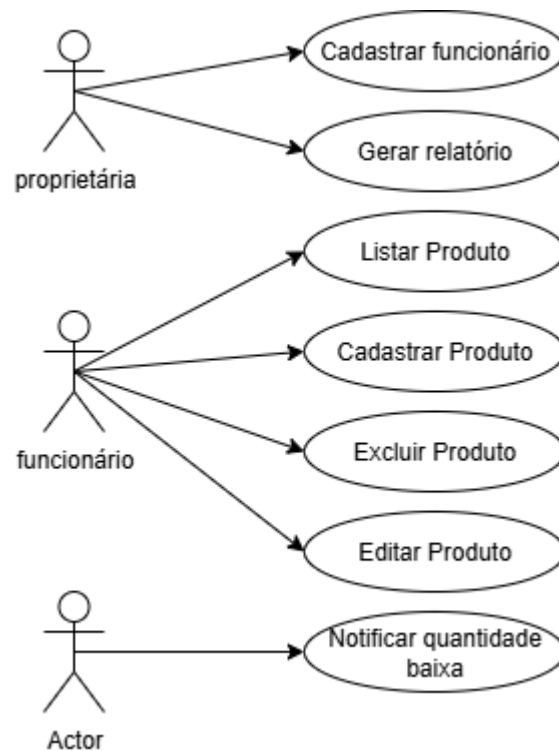 Cadastrar funcionário
Gerar relatório
proprietária
Listar Produto
Cadastrar Produto
Excluir Produto
Editar Produto
funcionário
Notificar quantidade
baixa
Actor